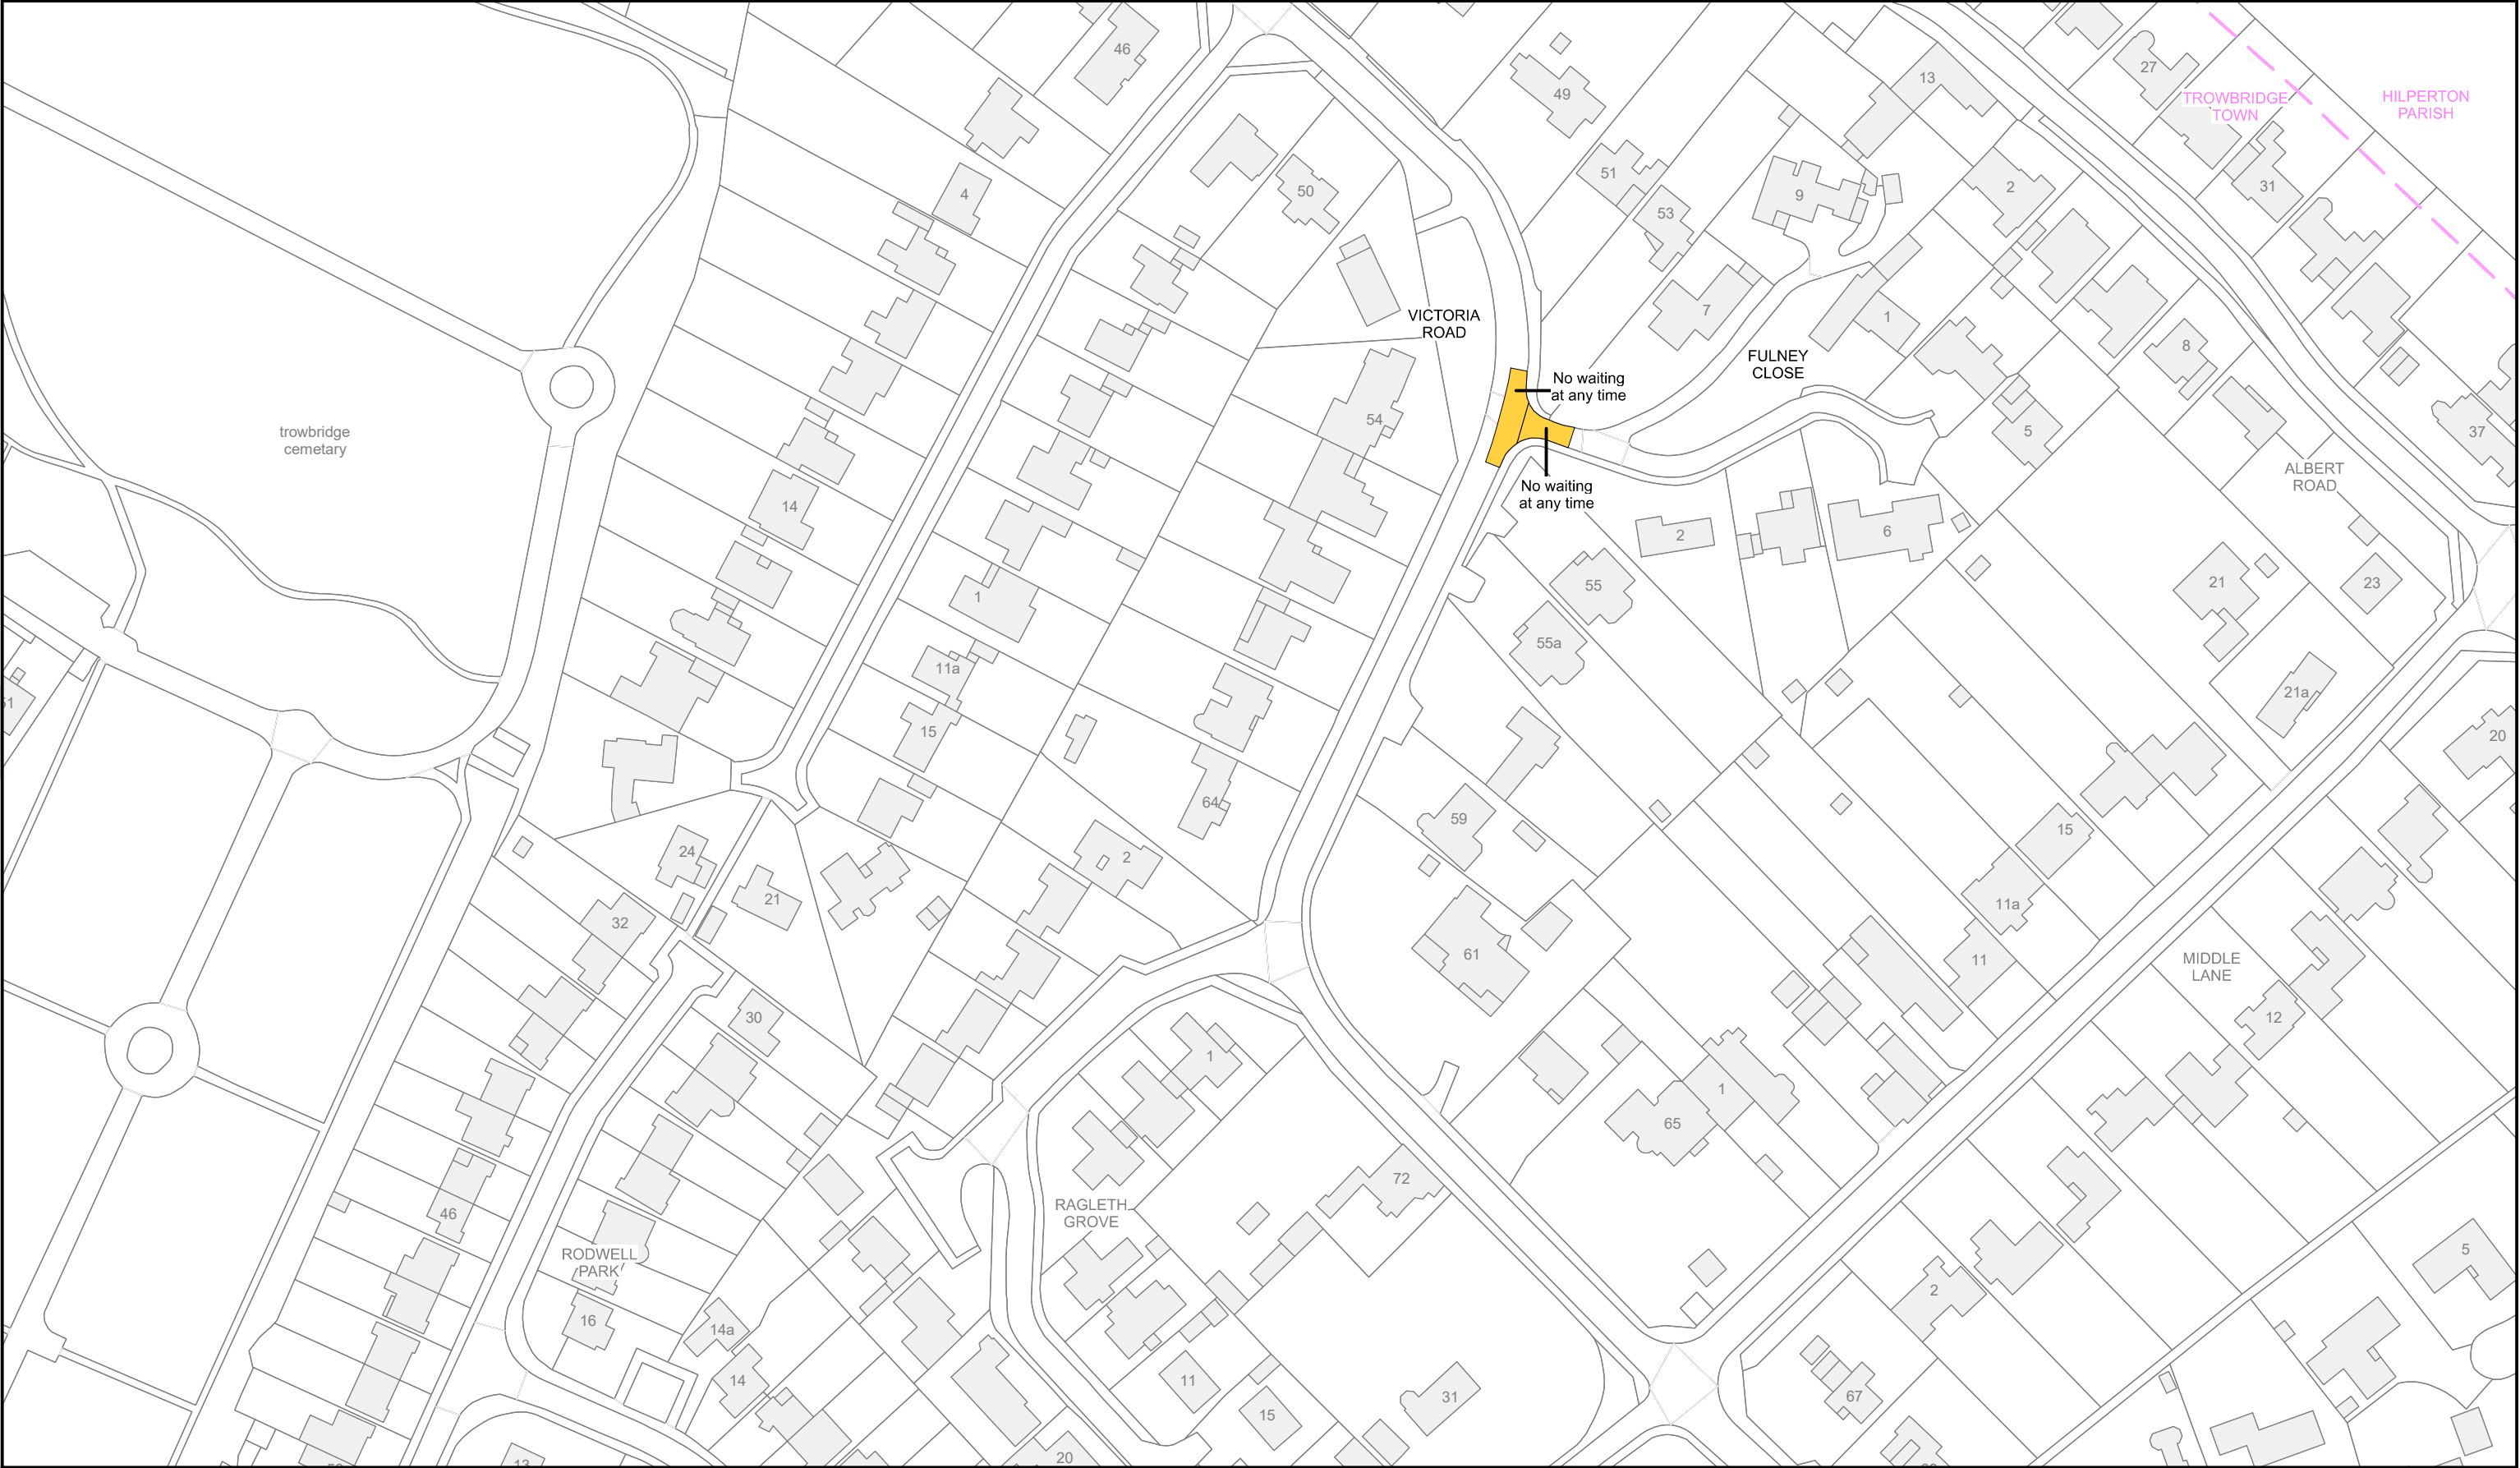 46
49
13
27
TROWBRIDGE
TOWN
HILPERTON
PARISH
4
50
51
53
9
2
31
7
1
VICTORIA
ROAD
FULNEY
CLOSE
8
No waiting
at any time
54
5
37
trowbridge
cemetary
14
No waiting
at any time
ALBERT
ROAD
2
6
1
55
21
23
55a
11a
15
51
21a
20
64
59
15
24
2
21
32
11a
61
11
MIDDLE
LANE
30
12
1
1
65
46
72
RAGLETH
GROVE
RODWELL
PARK
5
16
14a
2
14
11
15
31
67
13
20